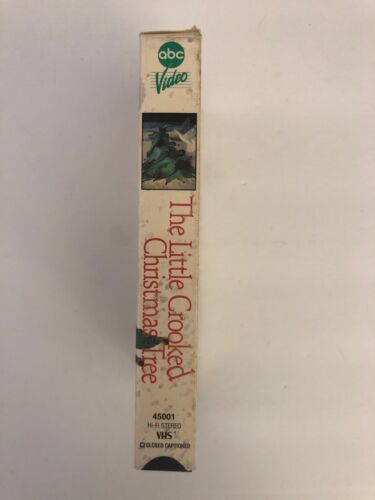 abc
Video
The Little Crooked
Christmas Tree
45001
HI-FI STEREO
VHS
CLOSED CAPTIONED